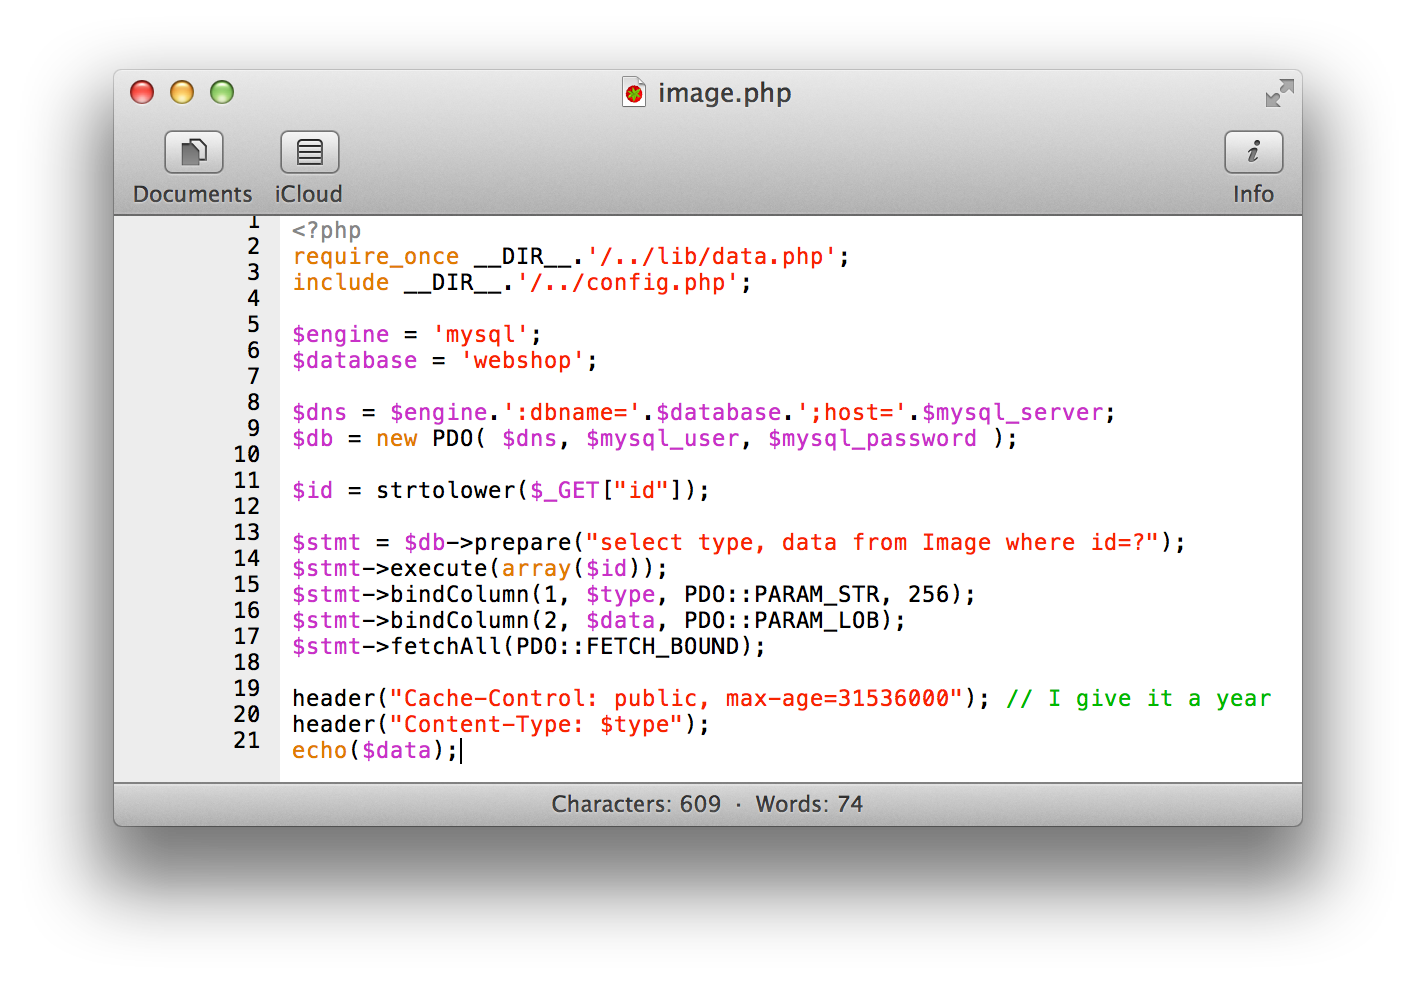 image.php
Documents iCloud Info
1 <?php
2 require_once __DIR__.'/../lib/data.php';
3 include __DIR__.'/../config.php';
4
5 $engine = 'mysql';
6 $database = 'webshop';
7
8 $dns = $engine.':dbname='.$database.';host='.$mysql_server;
9 $db = new PDO( $dns, $mysql_user, $mysql_password );
10
11 $id = strtolower($_GET["id"]);
12
13 $stmt = $db->prepare("select type, data from Image where id=?");
14 $stmt->execute(array($id));
15 $stmt->bindColumn(1, $type, PDO::PARAM_STR, 256);
16 $stmt->bindColumn(2, $data, PDO::PARAM_LOB);
17 $stmt->fetchAll(PDO::FETCH_BOUND);
18
19 header("Cache-Control: public, max-age=31536000"); // I give it a year
20 header("Content-Type: $type");
21 echo($data);
Characters: 609 · Words: 74